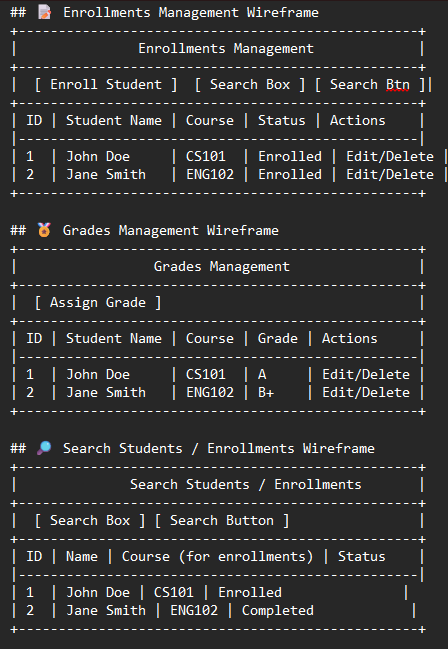 ## 📝 Enrollments Management Wireframe
+--------------------------------------------------+
|               Enrollments Management             |
+--------------------------------------------------+
|  [ Enroll Student ]  [ Search Box ] [ Search Btn ]|
+--------------------------------------------------+
| ID | Student Name | Course | Status | Actions    |
|--------------------------------------------------|
| 1  | John Doe     | CS101  | Enrolled | Edit/Delete |
| 2  | Jane Smith   | ENG102 | Enrolled | Edit/Delete |
+--------------------------------------------------+
## 🏅 Grades Management Wireframe
+--------------------------------------------------+
|                 Grades Management                |
+--------------------------------------------------+
|  [ Assign Grade ]                                |
+--------------------------------------------------+
| ID | Student Name | Course | Grade | Actions     |
|--------------------------------------------------|
| 1  | John Doe     | CS101  | A     | Edit/Delete |
| 2  | Jane Smith   | ENG102 | B+    | Edit/Delete |
+--------------------------------------------------+
## 🔎 Search Students / Enrollments Wireframe
+--------------------------------------------------+
|              Search Students / Enrollments       |
+--------------------------------------------------+
|  [ Search Box ] [ Search Button ]                |
+--------------------------------------------------+
| ID | Name | Course (for enrollments) | Status    |
|--------------------------------------------------|
| 1  | John Doe | CS101 | Enrolled               |
| 2  | Jane Smith | ENG102 | Completed            |
+--------------------------------------------------+